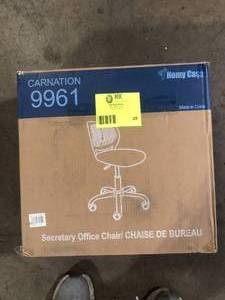 CARNATION
9961
Homy Casa
Made in China
Secretary Office Chair/ CHAISE DE BUREAU